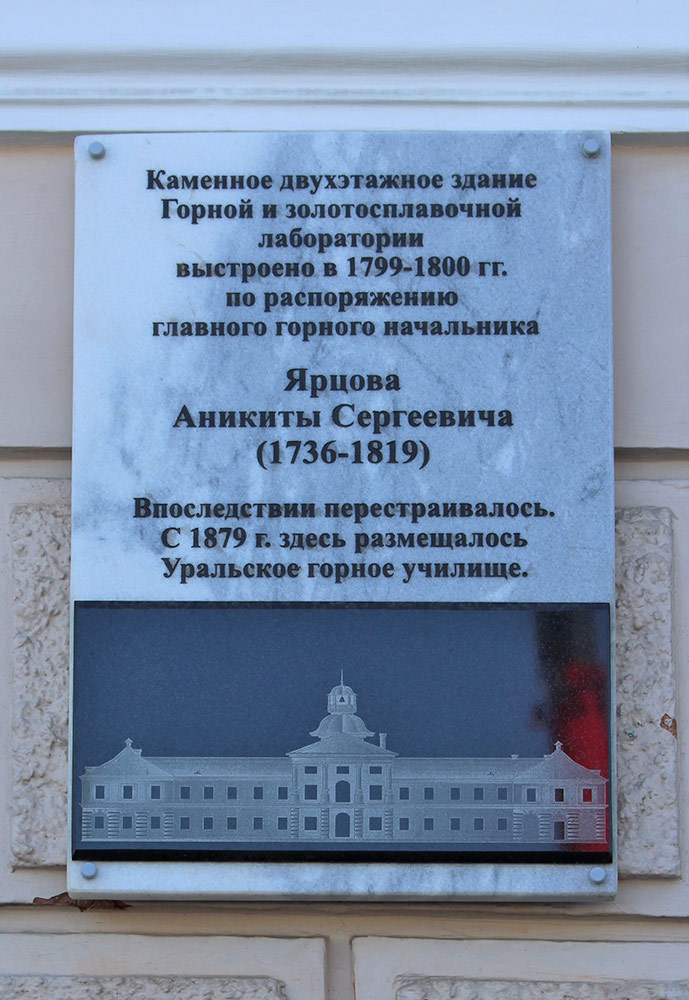 Каменное двухэтажное здание
Горной и золотосплавочной
лаборатории
выстроено в 1799-1800 гг.
по распоряжению
главного горного начальника
Ярцова
Аникиты Сергеевича
(1736-1819)
Впоследствии перестраивалось.
С 1879 г. здесь размещалось
Уральское горное училище.